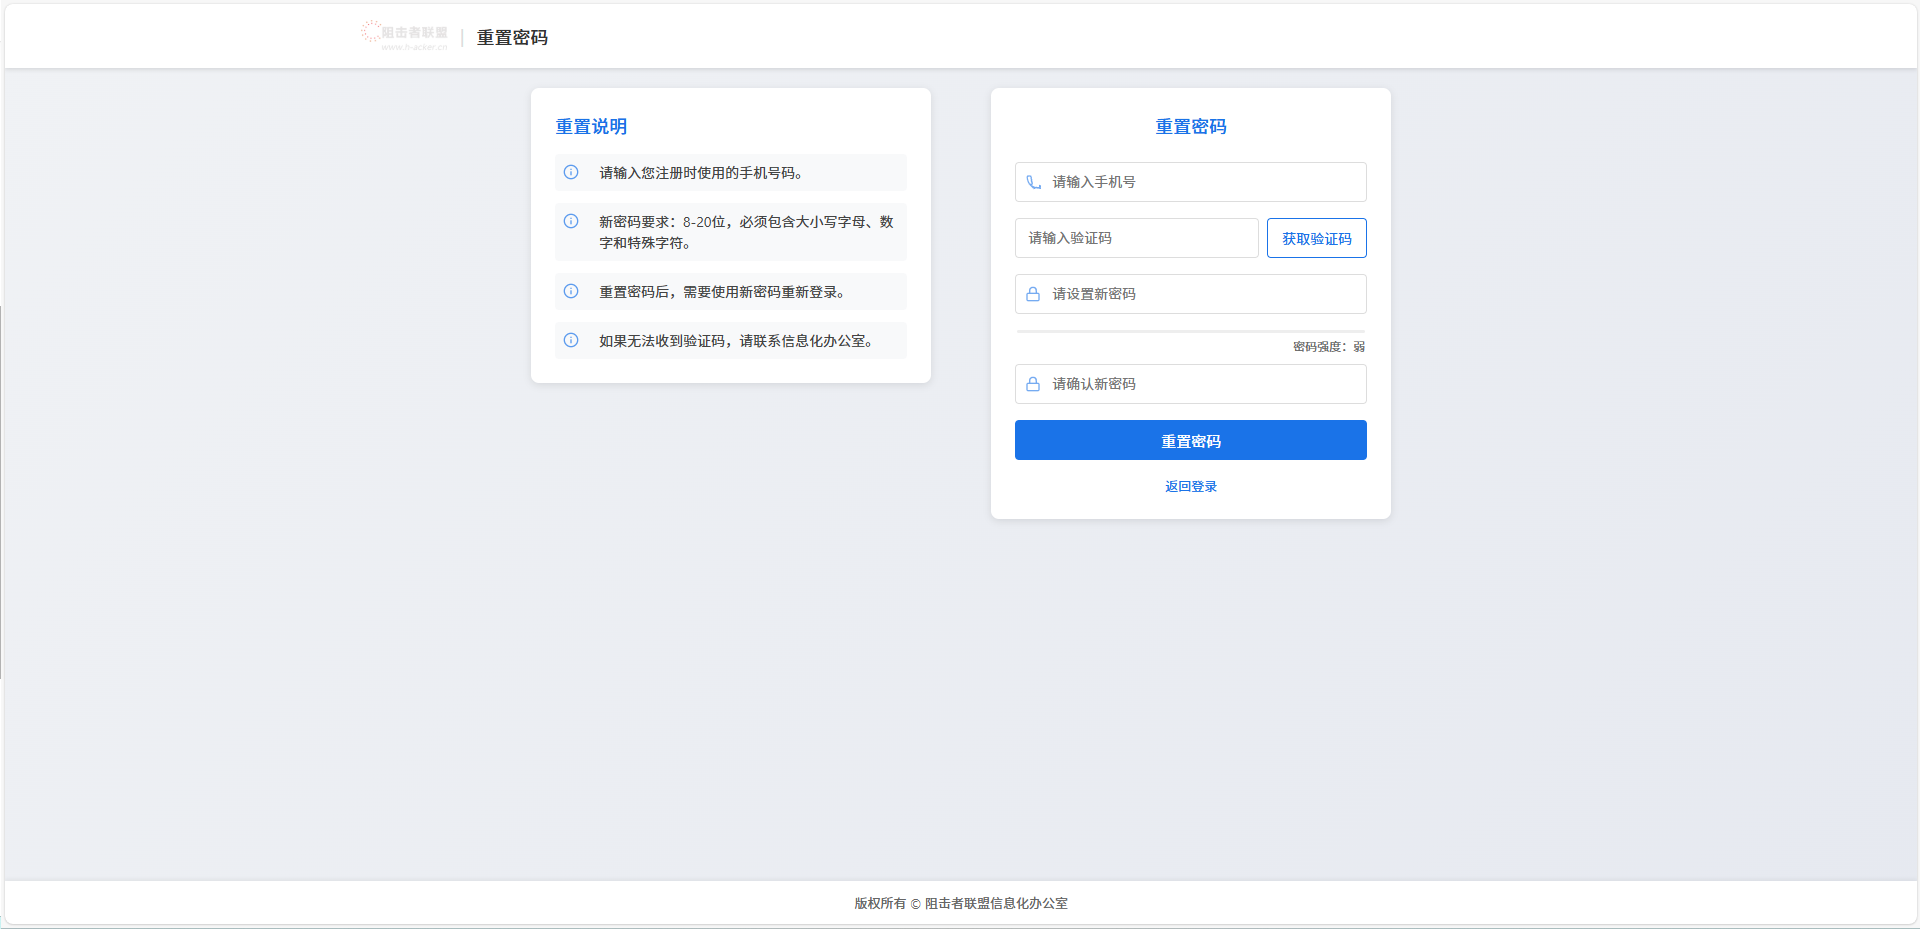 阻击者联盟
www.h-acker.cn
重置密码
重置说明
请输入您注册时使用的手机号码。
新密码要求：8-20位，必须包含大小写字母、数
字和特殊字符。
重置密码后，需要使用新密码重新登录。
如果无法收到验证码，请联系信息化办公室。
重置密码
请输入手机号
请输入验证码 获取验证码
请设置新密码
密码强度：弱
请确认新密码
重置密码
返回登录
版权所有 © 阻击者联盟信息化办公室